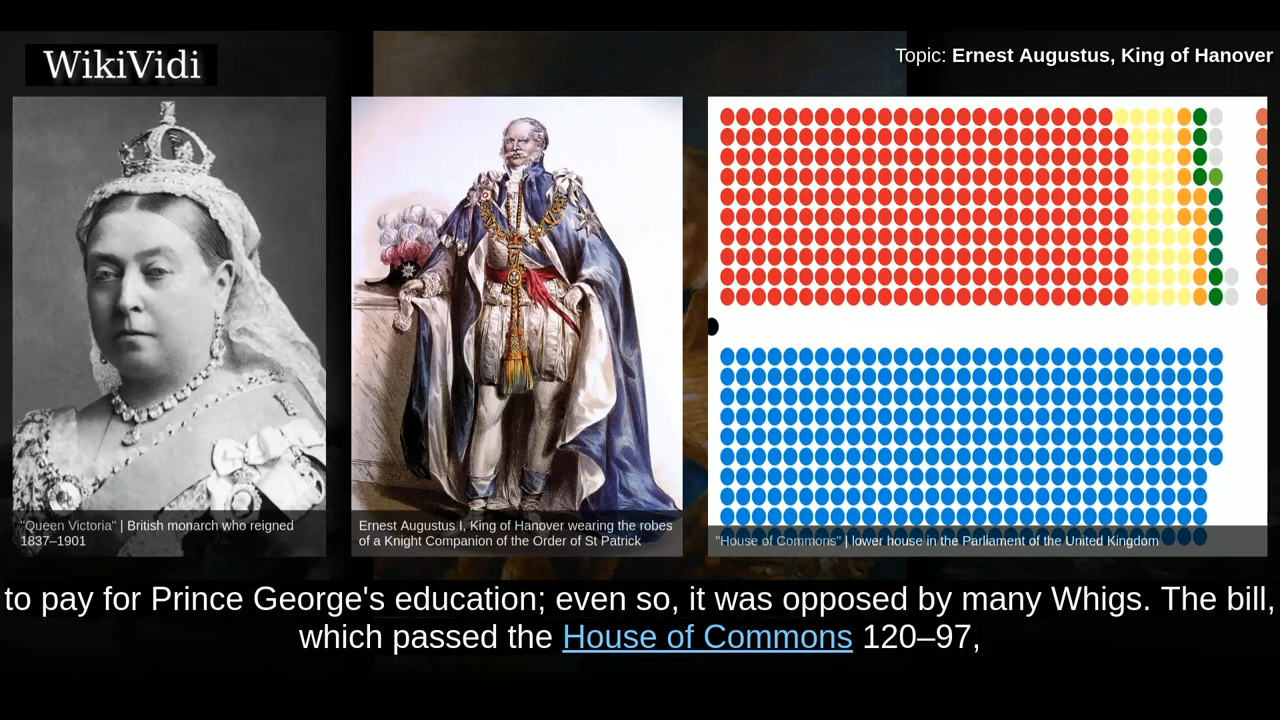 WikiVidi
Topic: Ernest Augustus, King of Hanover
"Queen Victoria" | British monarch who reigned
1837–1901
Ernest Augustus I, King of Hanover wearing the robes
of a Knight Companion of the Order of St Patrick
"House of Commons" | lower house in the Parliament of the United Kingdom
to pay for Prince George's education; even so, it was opposed by many Whigs. The bill,
which passed the House of Commons 120–97,